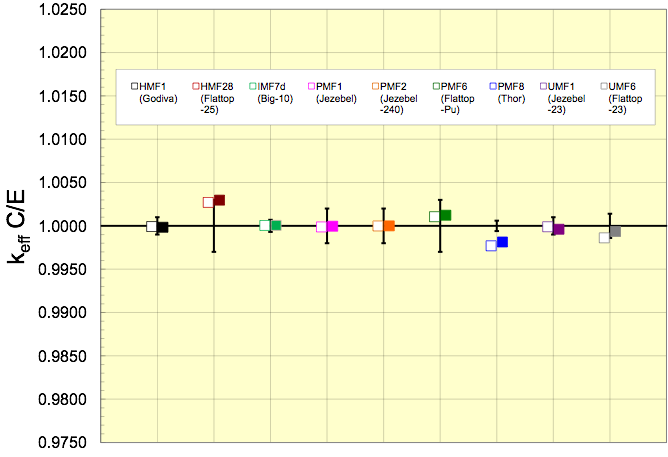 1.0250
1.0200
1.0150
1.0100
1.0050
1.0000
0.9950
0.9900
0.9850
0.9800
0.9750
keff C/E
HMF1 HMF28 IMF7d PMF1 PMF2 PMF6 PMF8 UMF1 UMF6
(Godiva) (Flattop (Big-10) (Jezebel) (Jezebel (Flattop (Thor) (Jezebel (Flattop
-25) -240) -Pu) -23) -23)